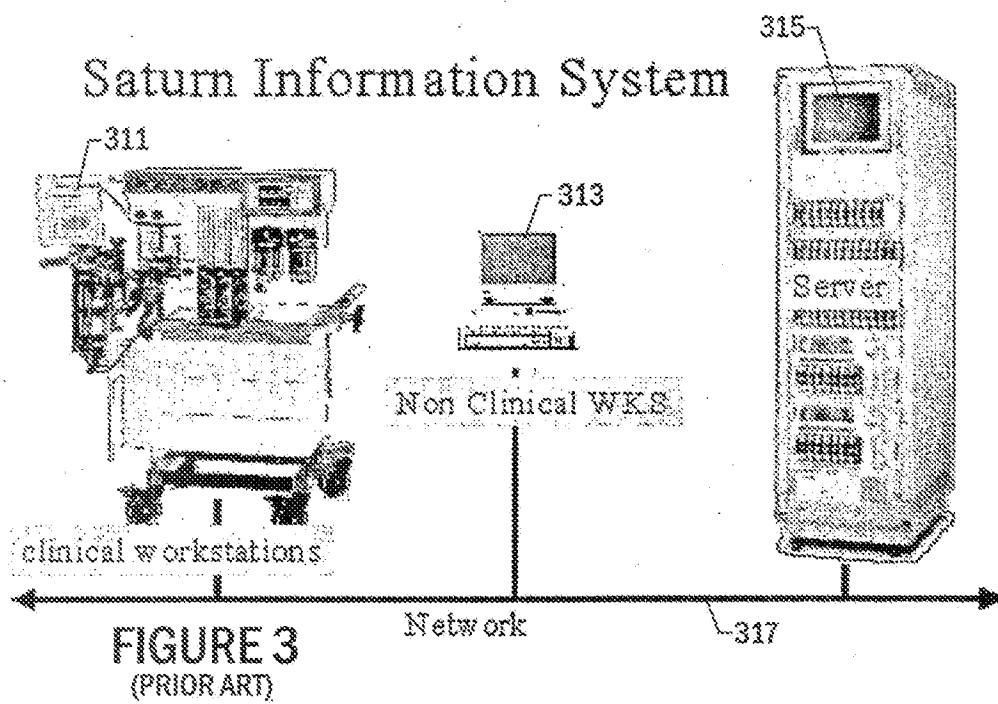 315
Saturn Information System
311
313
Server
Non Clinical WKS
clinical workstations
Network
317
FIGURE 3
(PRIOR ART)